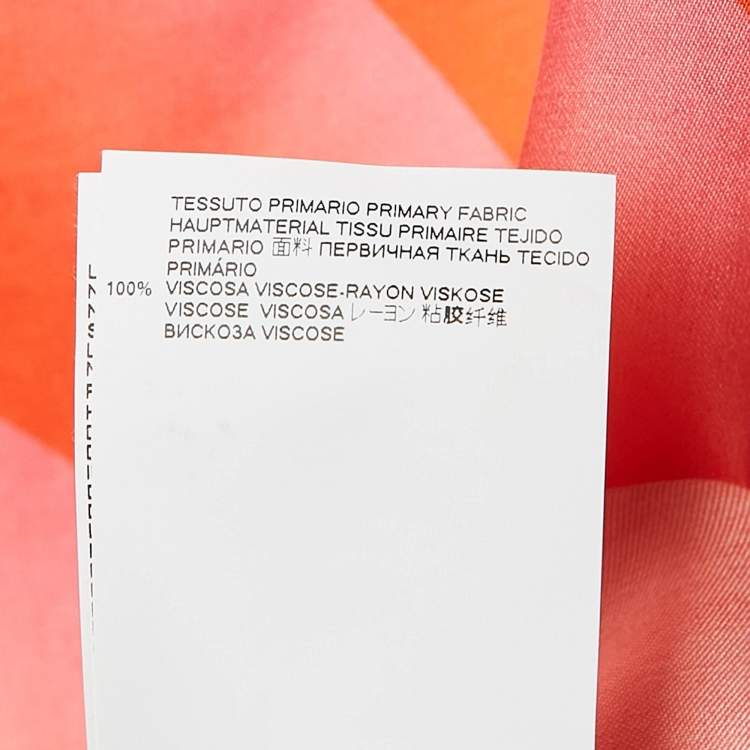 TESSUTO PRIMARIO PRIMARY FABRIC
HAUPTMATERIAL TISSU PRIMAIRE TEJIDO
PRIMARIO 面料 ПЕРВИЧНАЯ ТКАНЬ TECIDO
PRIMÁRIO
100% VISCOSA VISCOSE-RAYON VISKOSE
VISCOSE VISCOSA レーヨン 粘胶纤维
ВИСКОЗА VISCOSE